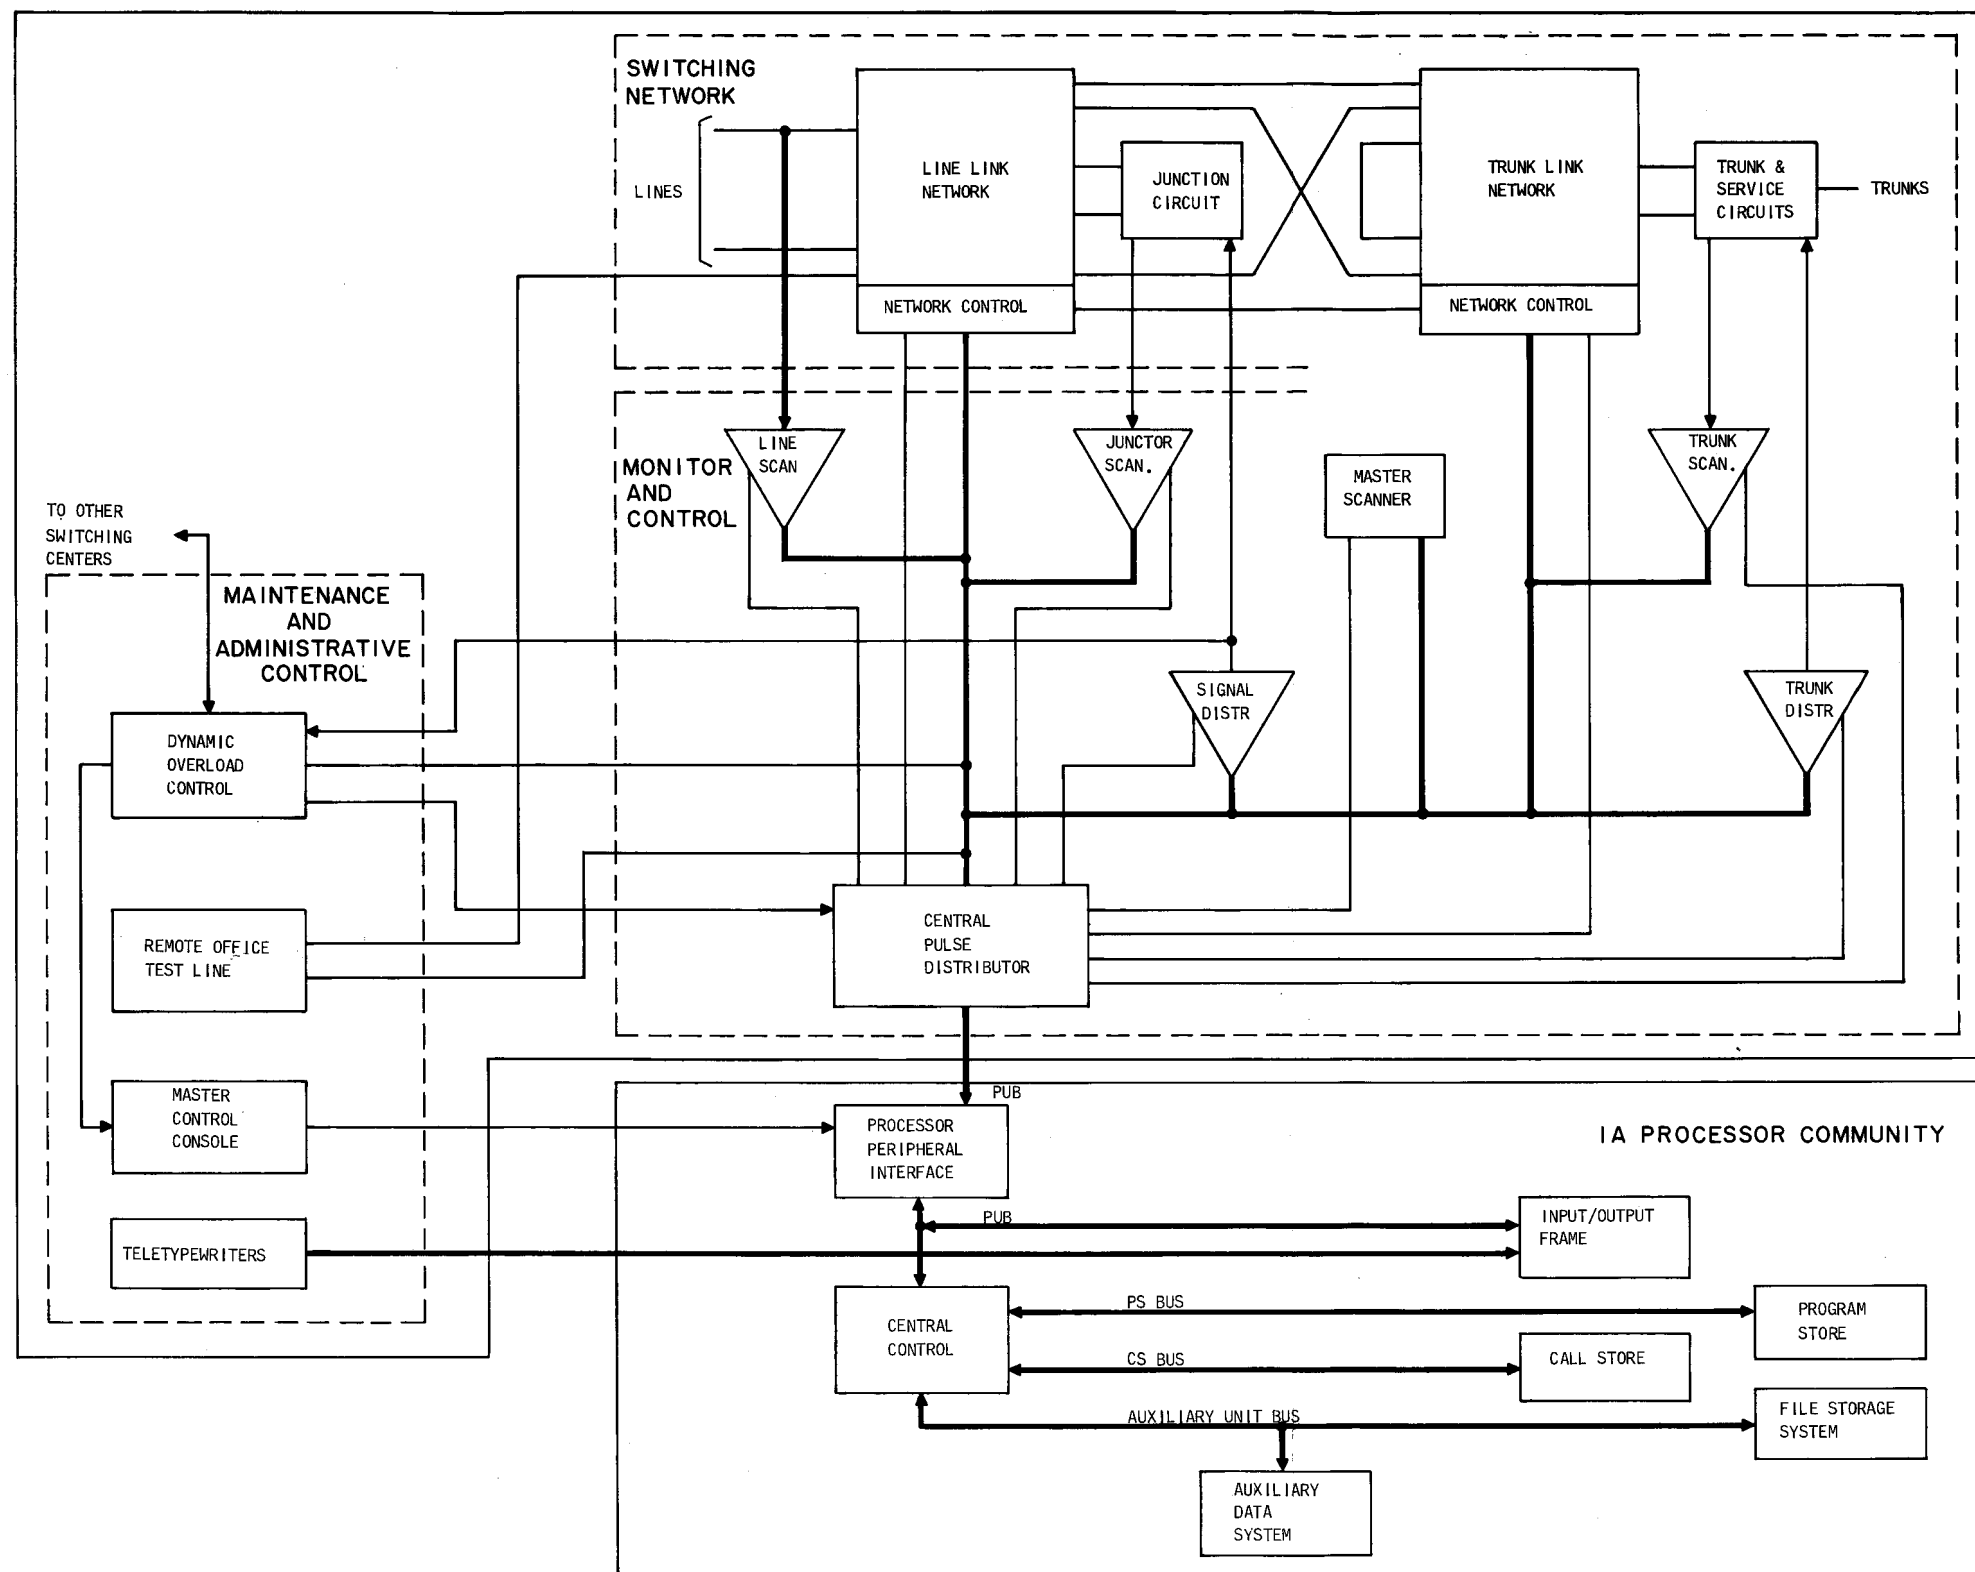 SWITCHING
NETWORK
LINES
LINE LINK
NETWORK
NETWORK CONTROL
JUNCTION
CIRCUIT
TRUNK LINK
NETWORK
NETWORK CONTROL
TRUNK &
SERVICE
CIRCUITS
TRUNKS
MONITOR
AND
CONTROL
LINE
SCAN
JUNCTOR
SCAN.
MASTER
SCANNER
TRUNK
SCAN.
SIGNAL
DISTR
TRUNK
DISTR
CENTRAL
PULSE
DISTRIBUTOR
TO OTHER
SWITCHING
CENTERS
MAINTENANCE
AND
ADMINISTRATIVE
CONTROL
DYNAMIC
OVERLOAD
CONTROL
REMOTE OFFICE
TEST LINE
MASTER
CONTROL
CONSOLE
TELETYPEWRITERS
PUB
PROCESSOR
PERIPHERAL
INTERFACE
1A PROCESSOR COMMUNITY
PUB
INPUT/OUTPUT
FRAME
CENTRAL
CONTROL
PS BUS
PROGRAM
STORE
CS BUS
CALL STORE
AUXILIARY UNIT BUS
FILE STORAGE
SYSTEM
AUXILIARY
DATA
SYSTEM